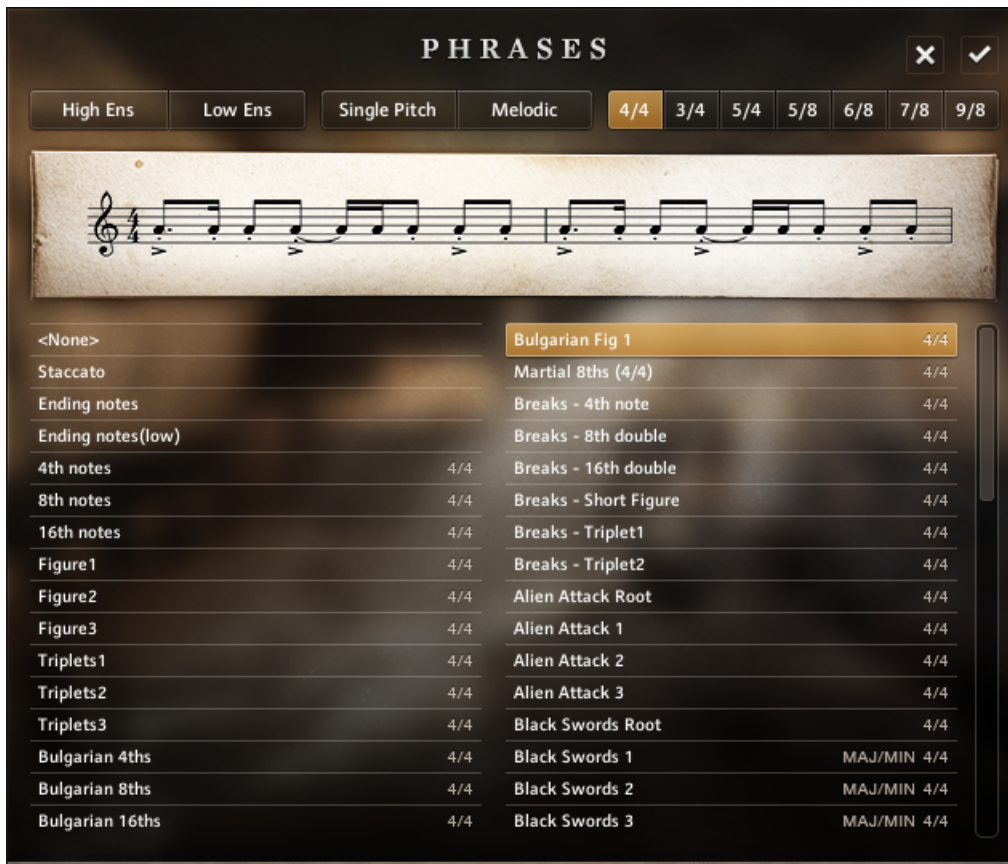 PHRASES
High Ens Low Ens Single Pitch Melodic 4/4 3/4 5/4 5/8 6/8 7/8 9/8
4 4
<None>
Staccato
Ending notes
Ending notes(low)
4th notes 4/4
8th notes 4/4
16th notes 4/4
Figure1 4/4
Figure2 4/4
Figure3 4/4
Triplets1 4/4
Triplets2 4/4
Triplets3 4/4
Bulgarian 4ths 4/4
Bulgarian 8ths 4/4
Bulgarian 16ths 4/4
Bulgarian Fig 1 4/4
Martial 8ths (4/4) 4/4
Breaks - 4th note 4/4
Breaks - 8th double 4/4
Breaks - 16th double 4/4
Breaks - Short Figure 4/4
Breaks - Triplet1 4/4
Breaks - Triplet2 4/4
Alien Attack Root 4/4
Alien Attack 1 4/4
Alien Attack 2 4/4
Alien Attack 3 4/4
Black Swords Root 4/4
Black Swords 1 MAJ/MIN 4/4
Black Swords 2 MAJ/MIN 4/4
Black Swords 3 MAJ/MIN 4/4